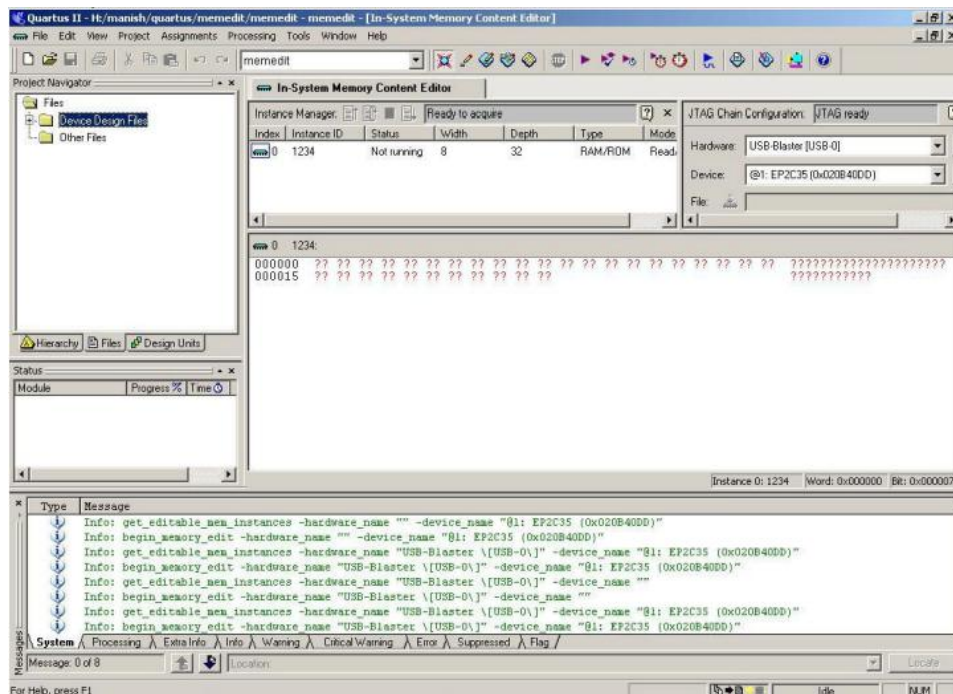 Quartus II - H:/manish/quartus/memedit/memedit - memedit - [In-System Memory Content Editor]
File Edit View Project Assignments Processing Tools Window Help
memedit
Project Navigator
Files
Device Design Files
Other Files
Hierarchy Files Design Units
Status
Module Progress % Time
In-System Memory Content Editor
Instance Manager: Ready to acquire
Index Instance ID Status Width Depth Type Mode
0 1234 Not running 8 32 RAM/ROM Read
JTAG Chain Configuration: JTAG ready
Hardware: USB-Blaster [USB-0]
Device: @1: EP2C35 (0x020B40DD)
File:
0 1234:
000000 ?? ?? ?? ?? ?? ?? ?? ?? ?? ?? ?? ?? ?? ?? ?? ?? ?? ?? ?? ?? ?? ?????????????????????
000015 ?? ?? ?? ?? ?? ?? ?? ?? ?? ?? ?? ???????????
Instance 0: 1234 Word: 0x000000 Bit: 0x000007
Type Message
Info: get_editable_mem_instances -hardware_name "" -device_name "@1: EP2C35 (0x020B40DD)"
Info: begin_memory_edit -hardware_name "" -device_name "@1: EP2C35 (0x020B40DD)"
Info: get_editable_mem_instances -hardware_name "USB-Blaster \[USB-0\]" -device_name "@1: EP2C35 (0x020B40DD)"
Info: begin_memory_edit -hardware_name "USB-Blaster \[USB-0\]" -device_name "@1: EP2C35 (0x020B40DD)"
Info: get_editable_mem_instances -hardware_name "USB-Blaster \[USB-0\]" -device_name ""
Info: begin_memory_edit -hardware_name "USB-Blaster \[USB-0\]" -device_name ""
Info: get_editable_mem_instances -hardware_name "USB-Blaster \[USB-0\]" -device_name "@1: EP2C35 (0x020B40DD)"
Info: begin_memory_edit -hardware_name "USB-Blaster \[USB-0\]" -device_name "@1: EP2C35 (0x020B40DD)"
System Processing Extra Info Info Warning Critical Warning Error Suppressed Flag
Messages
Message: 0 of 8 Location: Locate
For Help, press F1 Idle NUM